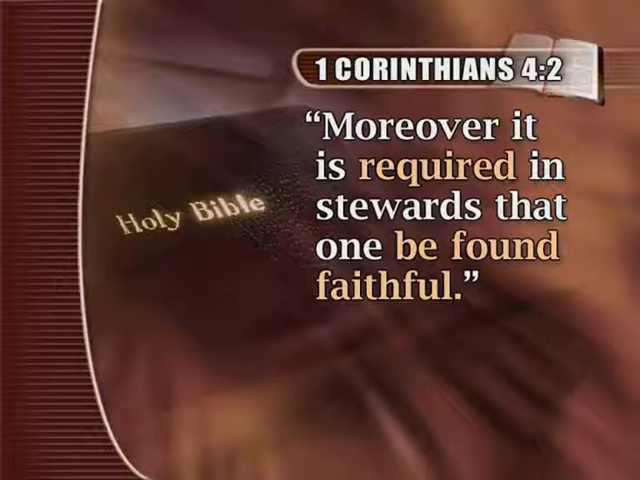 1 CORINTHIANS 4:2
“Moreover it
is required in
stewards that
one be found
faithful.”
Holy Bible